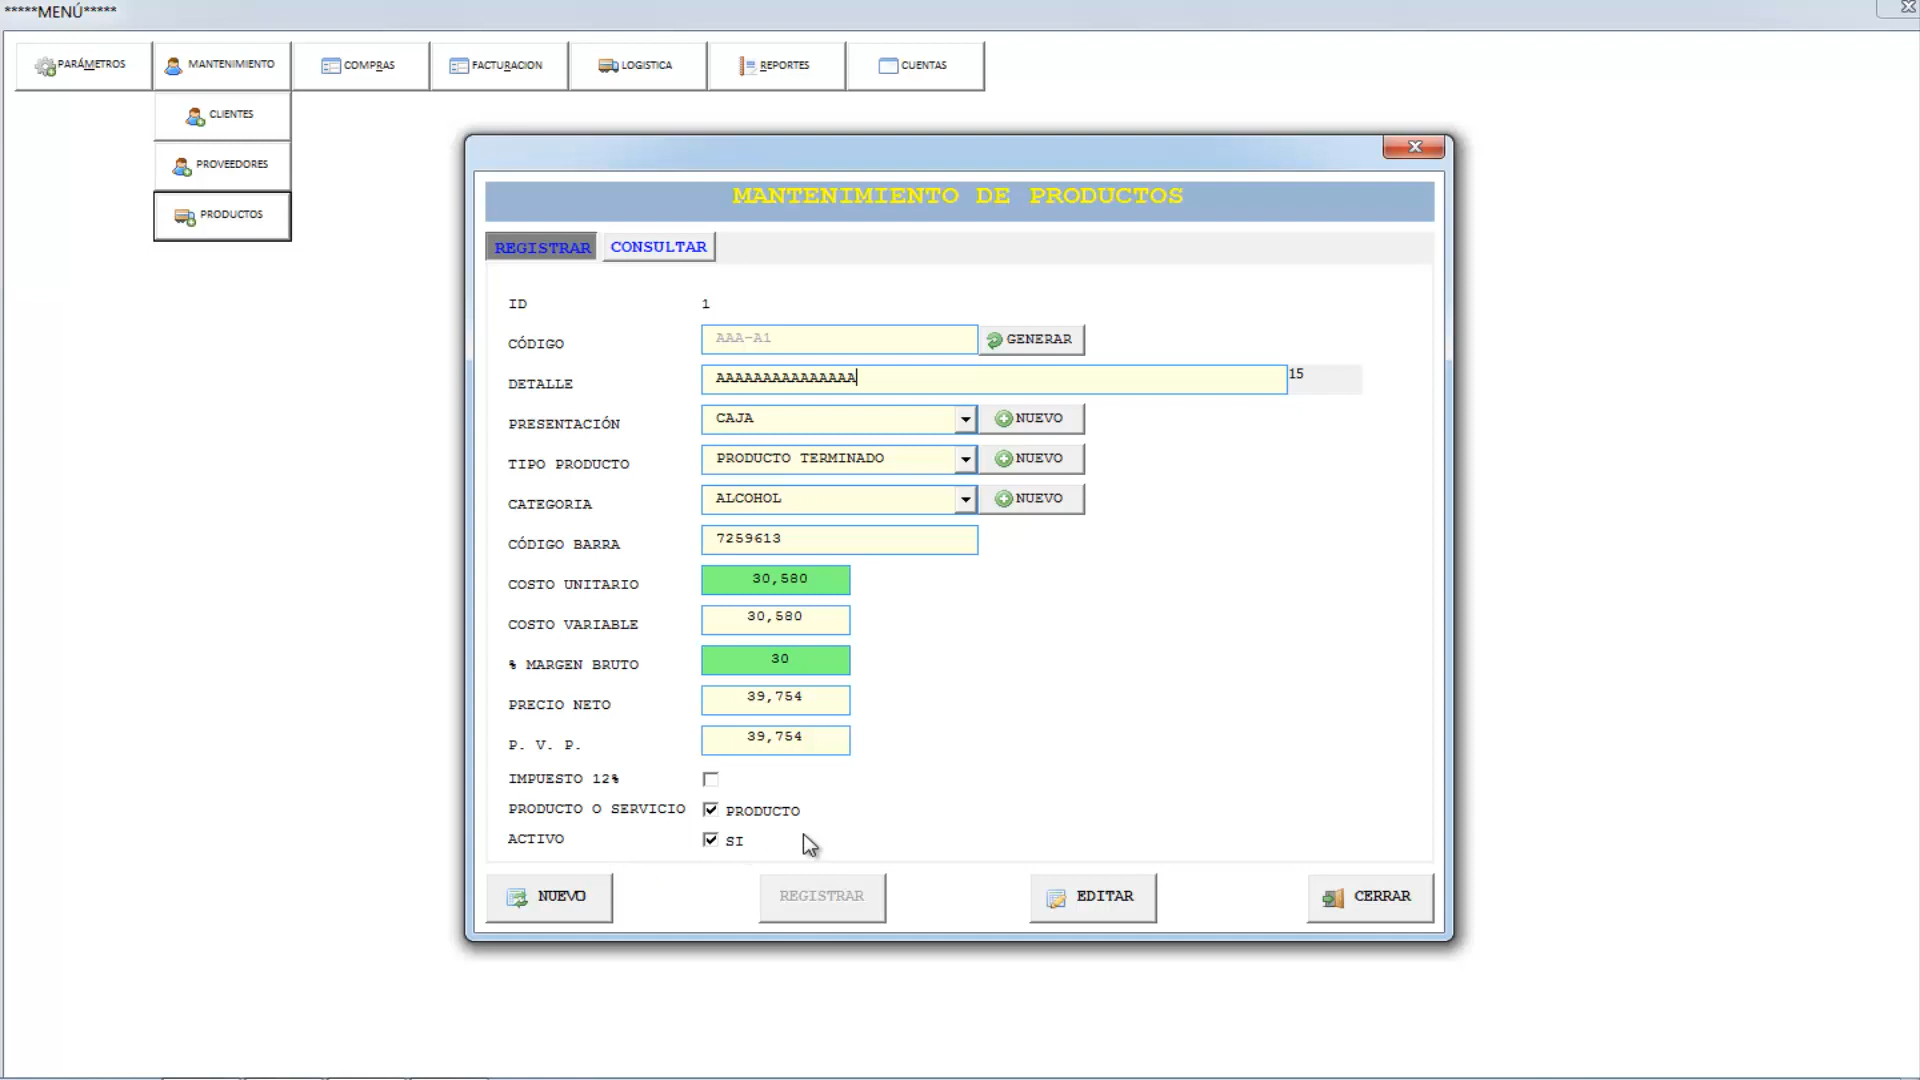 *****MENÚ*****
PARÁMETROS
MANTENIMIENTO
COMPRAS
FACTURACION
LOGISTICA
REPORTES
CUENTAS
CLIENTES
PROVEEDORES
PRODUCTOS
MANTENIMIENTO DE PRODUCTOS
REGISTRAR CONSULTAR
ID 1
CÓDIGO AAA-A1 GENERAR
DETALLE AAAAAAAAAAAAAAA 15
PRESENTACIÓN CAJA NUEVO
TIPO PRODUCTO PRODUCTO TERMINADO NUEVO
CATEGORIA ALCOHOL NUEVO
CÓDIGO BARRA 7259613
COSTO UNITARIO 30,580
COSTO VARIABLE 30,580
% MARGEN BRUTO 30
PRECIO NETO 39,754
P. V. P. 39,754
IMPUESTO 12%
PRODUCTO O SERVICIO PRODUCTO
ACTIVO SI
NUEVO REGISTRAR EDITAR CERRAR